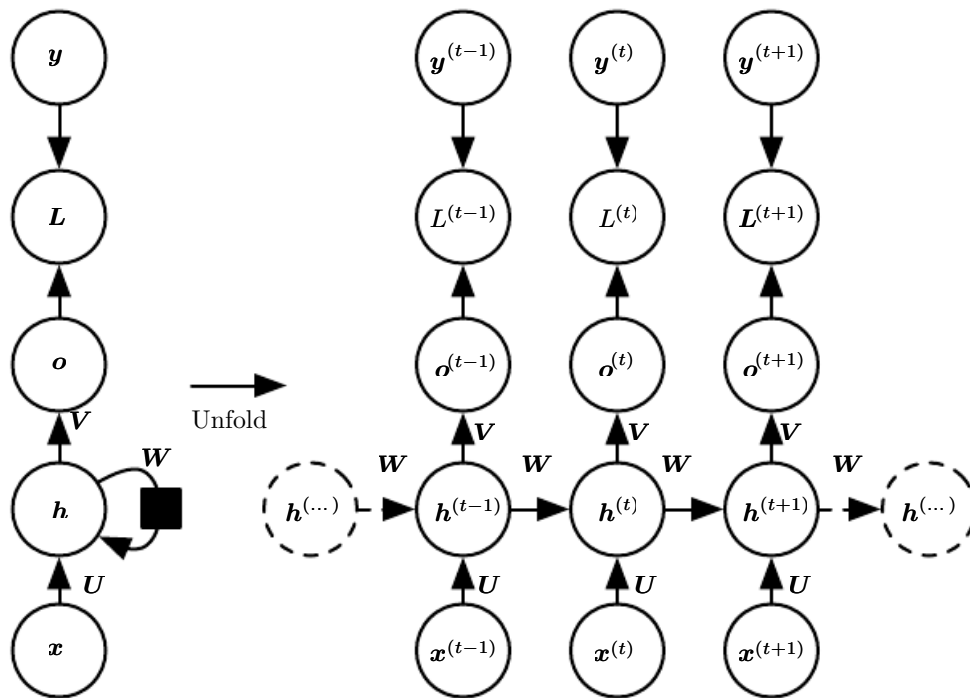 y y^{(t−1)} y^{(t)} y^{(t+1)}
L L^{(t−1)} L^{(t)} L^{(t+1)}
o o^{(t−1)} o^{(t)} o^{(t+1)}
Unfold
V V V V
W W W W W
h h^{(...)} h^{(t−1)} h^{(t)} h^{(t+1)} h^{(...)}
U U U U
x x^{(t−1)} x^{(t)} x^{(t+1)}